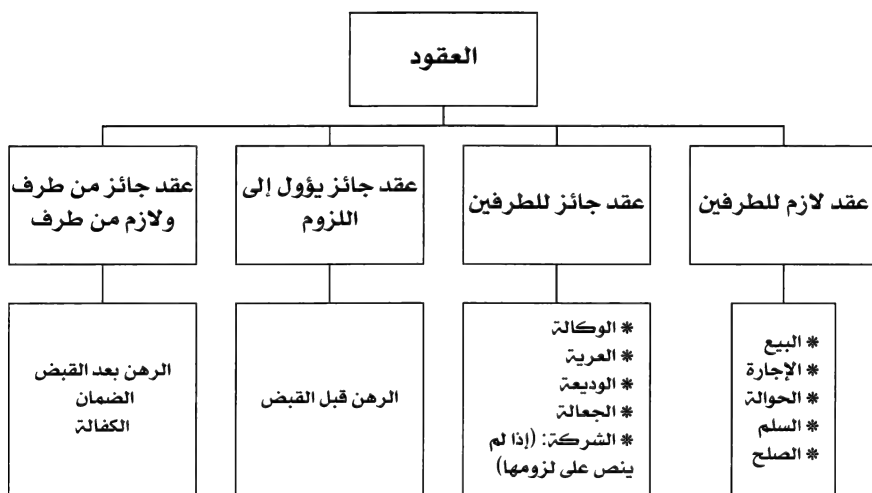 العقود
عقد لازم للطرفين
عقد جائز للطرفين
عقد جائز يؤول إلى
اللزوم
عقد جائز من طرف
ولازم من طرف
* البيع
* الإجارة
* الحوالة
* السلم
* الصلح
* الوكالة
* العرية
* الوديعة
* الجعالة
* الشركة: (إذا لم
ينص على لزومها)
الرهن قبل القبض
الرهن بعد القبض
الضمان
الكفالة